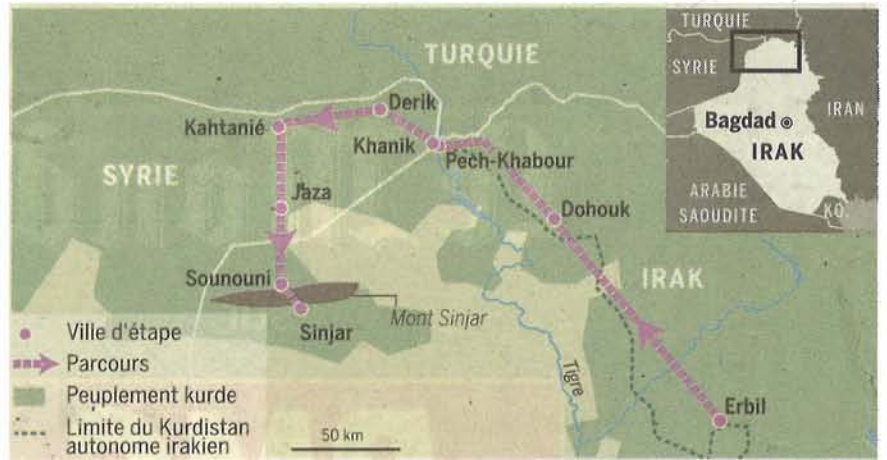 TURQUIE
Derik
Kahtanié
Khanik
Pech-Khabour
SYRIE
Jaza
Dohouk
Sounouni
IRAK
Mont Sinjar
Sinjar
Tigre
Erbil
Ville d'étape
Parcours
Peuplement kurde
Limite du Kurdistan
autonome irakien
50 km
TURQUIE
SYRIE
IRAN
Bagdad
IRAK
ARABIE
SAOUDITE
KO.